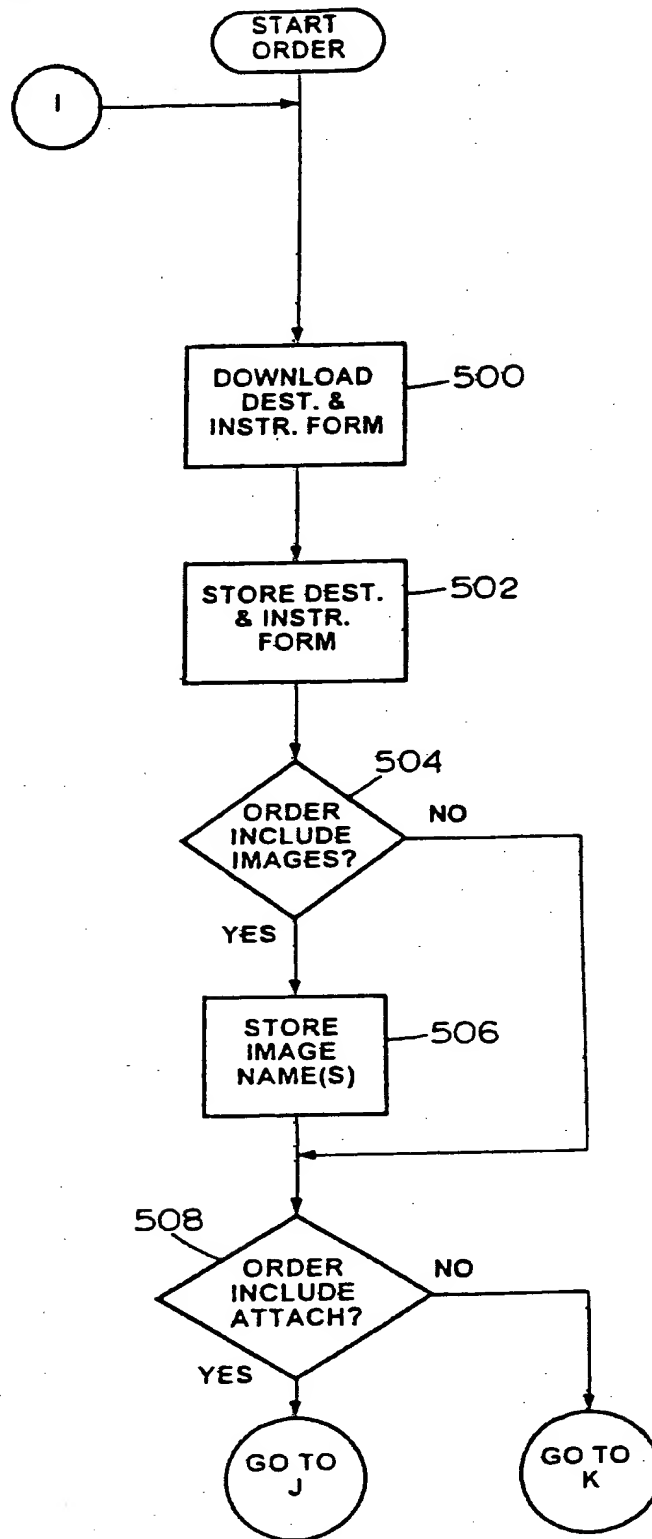 START
ORDER
I
DOWNLOAD
DEST. &
INSTR. FORM
500
STORE DEST.
& INSTR.
FORM
502
504
ORDER
INCLUDE
IMAGES?
NO
YES
STORE
IMAGE
NAME(S)
506
508
ORDER
INCLUDE
ATTACH?
NO
YES
GO TO
J
GO TO
K